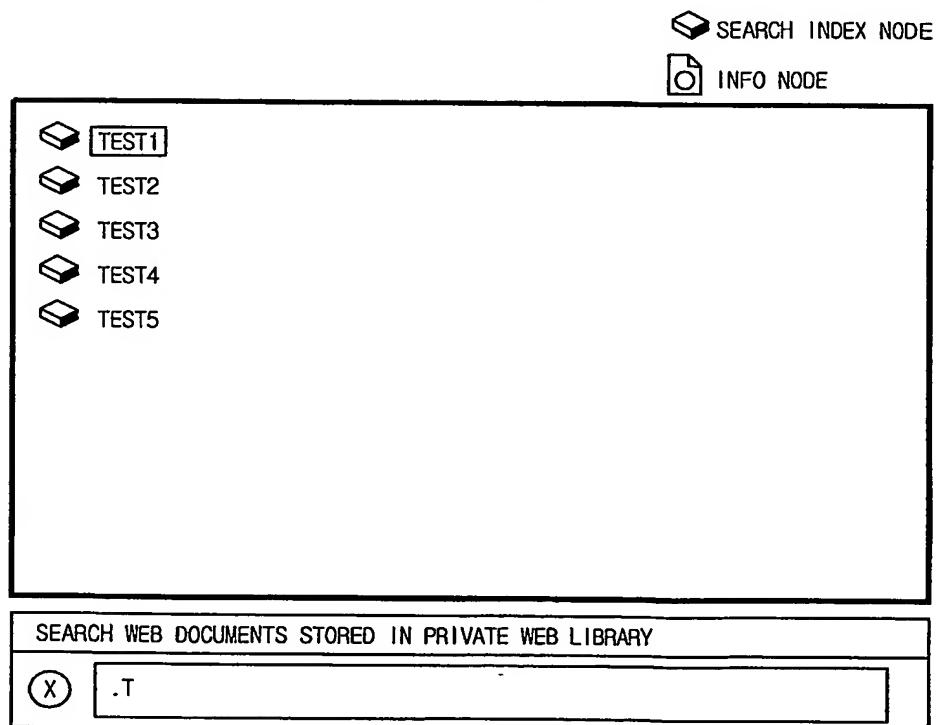 SEARCH INDEX NODE
INFO NODE
TEST1
TEST2
TEST3
TEST4
TEST5
SEARCH WEB DOCUMENTS STORED IN PRIVATE WEB LIBRARY
X .T